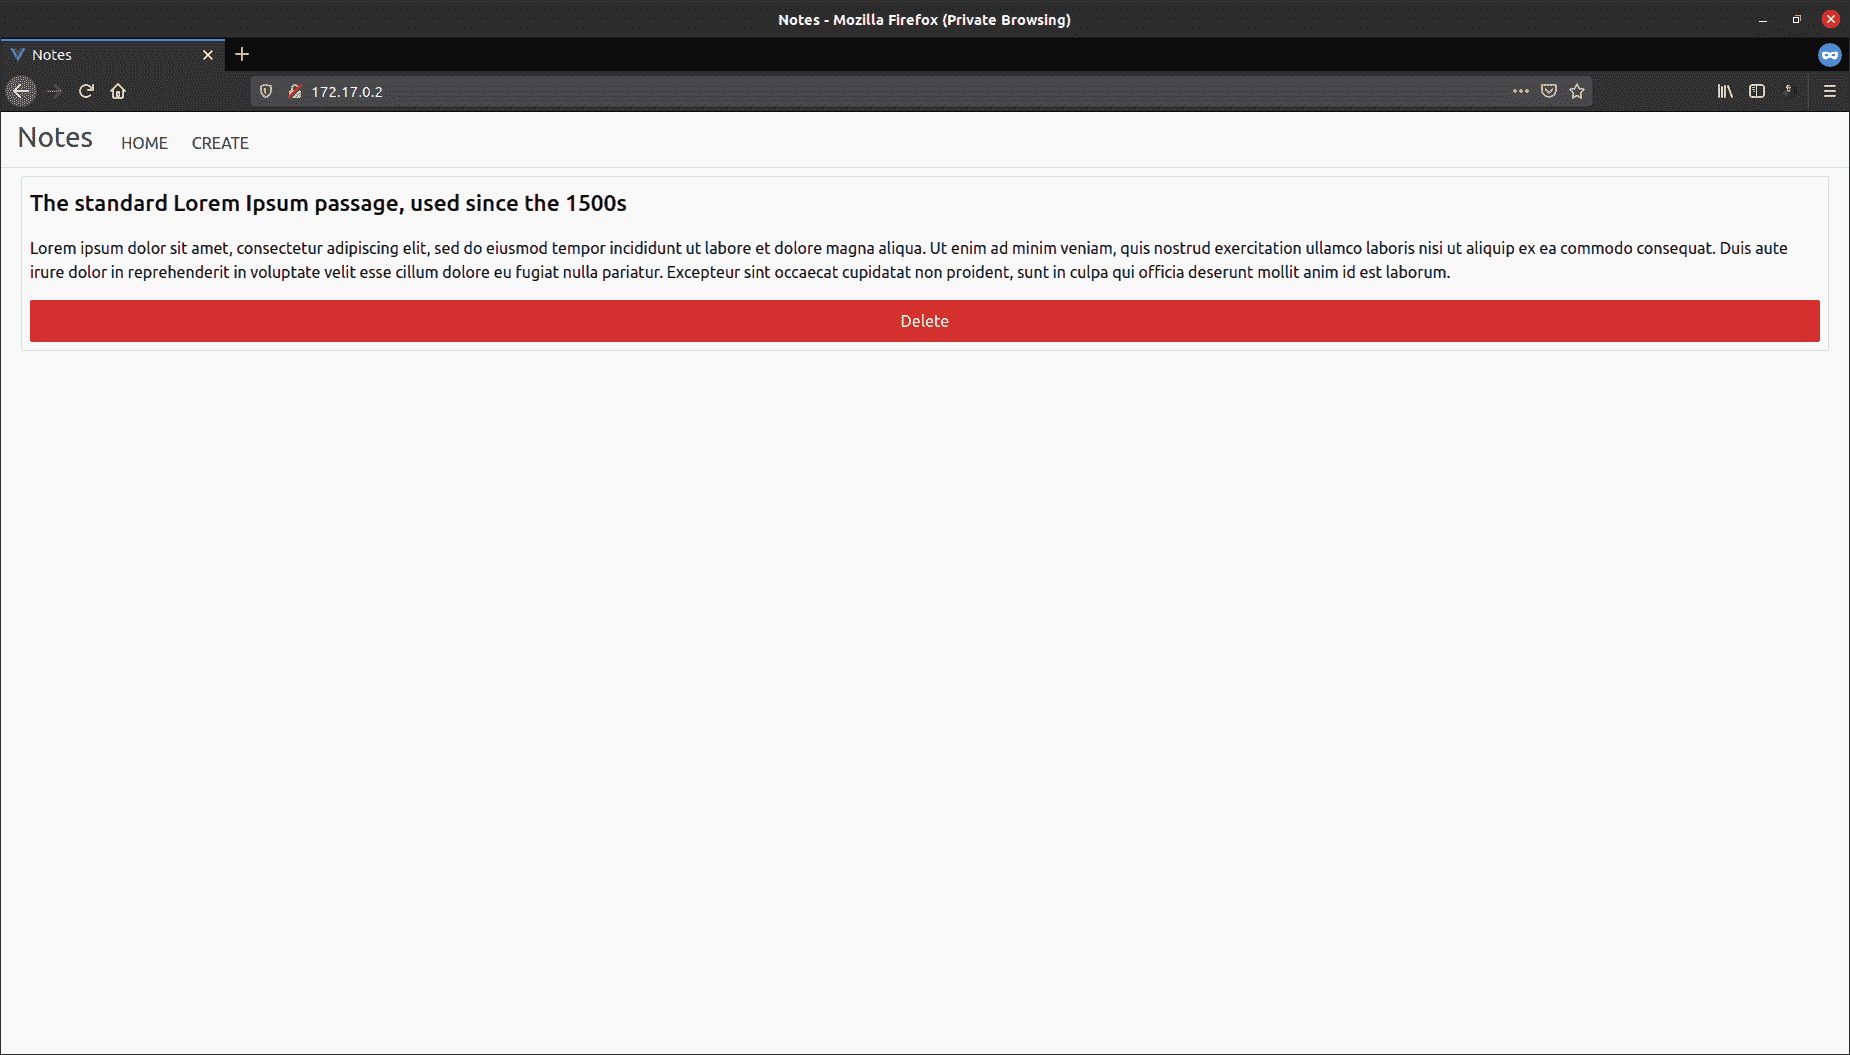 Notes - Mozilla Firefox (Private Browsing)
Notes
172.17.0.2
Notes HOME CREATE
The standard Lorem Ipsum passage, used since the 1500s
Lorem ipsum dolor sit amet, consectetur adipiscing elit, sed do eiusmod tempor incididunt ut labore et dolore magna aliqua. Ut enim ad minim veniam, quis nostrud exercitation ullamco laboris nisi ut aliquip ex ea commodo consequat. Duis aute
irure dolor in reprehenderit in voluptate velit esse cillum dolore eu fugiat nulla pariatur. Excepteur sint occaecat cupidatat non proident, sunt in culpa qui officia deserunt mollit anim id est laborum.
Delete